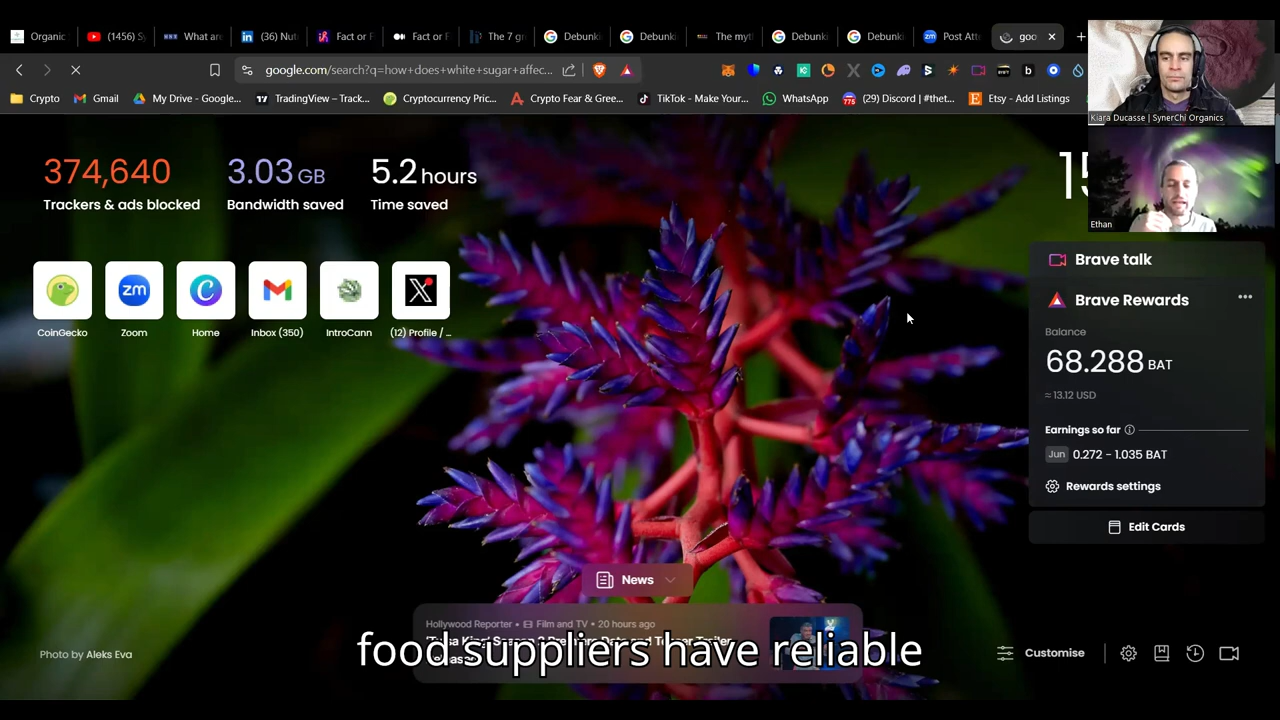 Organic
(1456) S
What are
(36) Nut
Fact or F
Fact or F
The 7 gr
Debunki
Debunki
The myt
Debunki
Debunki
Post Atte
goo
google.com/search?q=how+does+white+sugar+affec...
Crypto
Gmail
My Drive - Google...
TradingView – Track...
Cryptocurrency Pric...
Crypto Fear & Gree...
TikTok - Make Your...
WhatsApp
(29) Discord | #thet...
Etsy - Add Listings
Kiara Ducasse | SynerChi Organics
Ethan
374,640
Trackers & ads blocked
3.03 GB
Bandwidth saved
5.2 hours
Time saved
15
CoinGecko
Zoom
Home
Inbox (350)
IntroCann
(12) Profile / ...
Brave talk
Brave Rewards
Balance
68.288 BAT
≈ 13.12 USD
Earnings so far
Jun 0.272 - 1.035 BAT
Rewards settings
Edit Cards
News
Hollywood Reporter • Film and TV • 20 hours ago
food suppliers have reliable
Photo by Aleks Eva
Customise